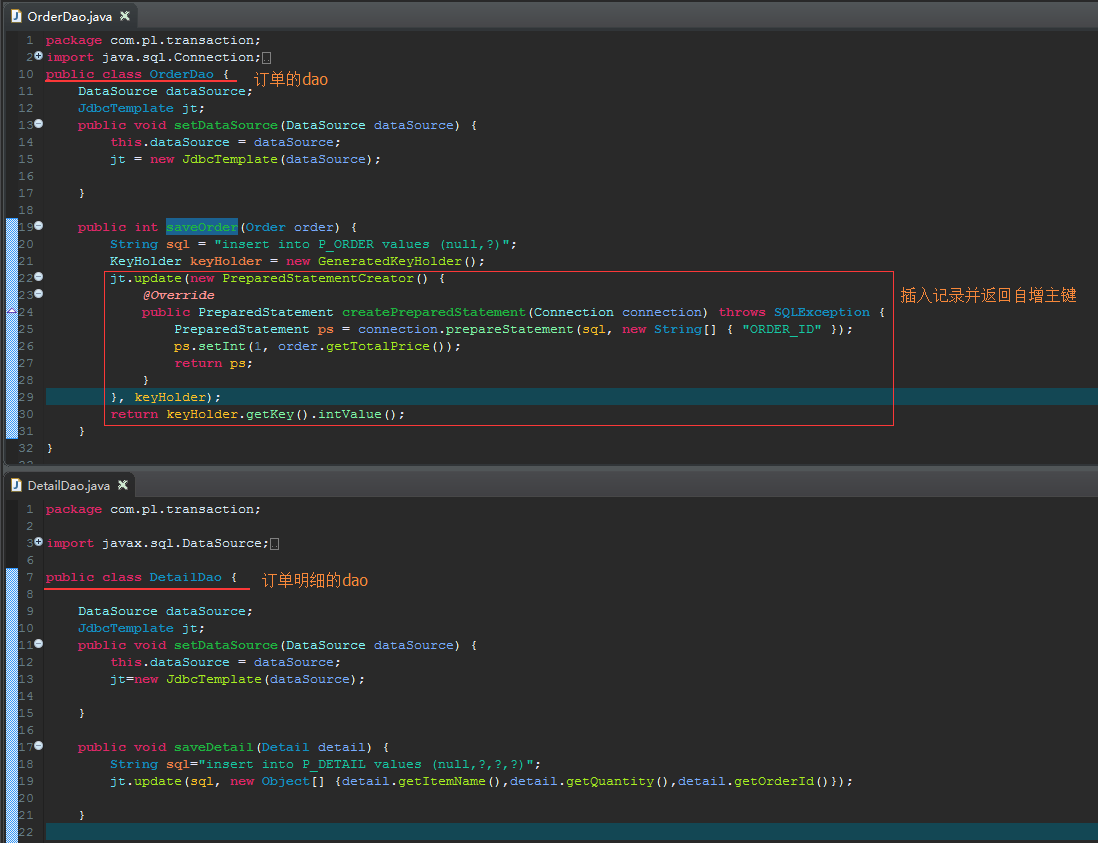 OrderDao.java
1 package com.pl.transaction;
2 import java.sql.Connection;
10 public class OrderDao { 订单的dao
11 DataSource dataSource;
12 JdbcTemplate jt;
13 public void setDataSource(DataSource dataSource) {
14 this.dataSource = dataSource;
15 jt = new JdbcTemplate(dataSource);
16
17 }
18
19 public int saveOrder(Order order) {
20 String sql = "insert into P_ORDER values (null,?)";
21 KeyHolder keyHolder = new GeneratedKeyHolder();
22 jt.update(new PreparedStatementCreator() {
23 @Override 插入记录并返回自增主键
24 public PreparedStatement createPreparedStatement(Connection connection) throws SQLException {
25 PreparedStatement ps = connection.prepareStatement(sql, new String[] { "ORDER_ID" });
26 ps.setInt(1, order.getTotalPrice());
27 return ps;
28 }
29 }, keyHolder);
30 return keyHolder.getKey().intValue();
31 }
32 }
DetailDao.java
1 package com.pl.transaction;
2
3 import javax.sql.DataSource;
6
7 public class DetailDao { 订单明细的dao
8
9 DataSource dataSource;
10 JdbcTemplate jt;
11 public void setDataSource(DataSource dataSource) {
12 this.dataSource = dataSource;
13 jt=new JdbcTemplate(dataSource);
14
15 }
16
17 public void saveDetail(Detail detail) {
18 String sql="insert into P_DETAIL values (null,?,?,?)";
19 jt.update(sql, new Object[] {detail.getItemName(),detail.getQuantity(),detail.getOrderId()});
20
21 }
22